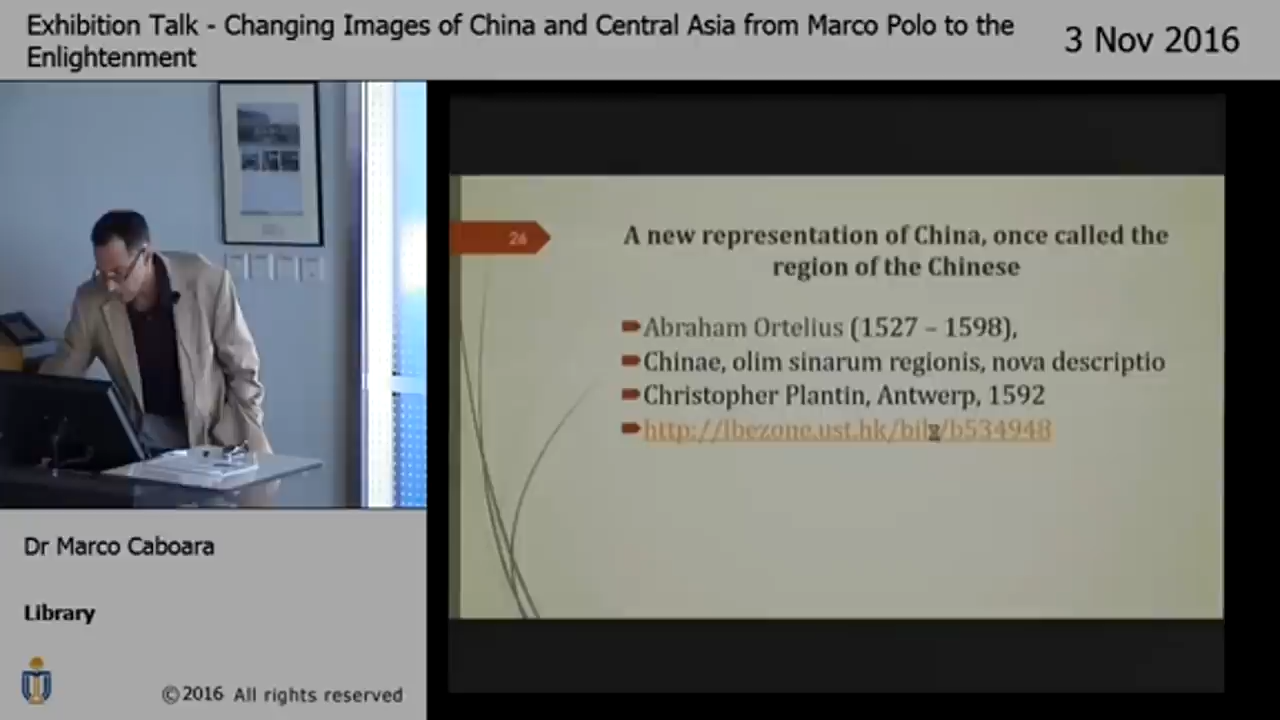 Exhibition Talk - Changing Images of China and Central Asia from Marco Polo to the
Enlightenment
3 Nov 2016
26
A new representation of China, once called the
region of the Chinese
Abraham Ortelius (1527 – 1598),
Chinae, olim sinarum regionis, nova descriptio
Christopher Plantin, Antwerp, 1592
Dr Marco Caboara
Library
©2016 All rights reserved